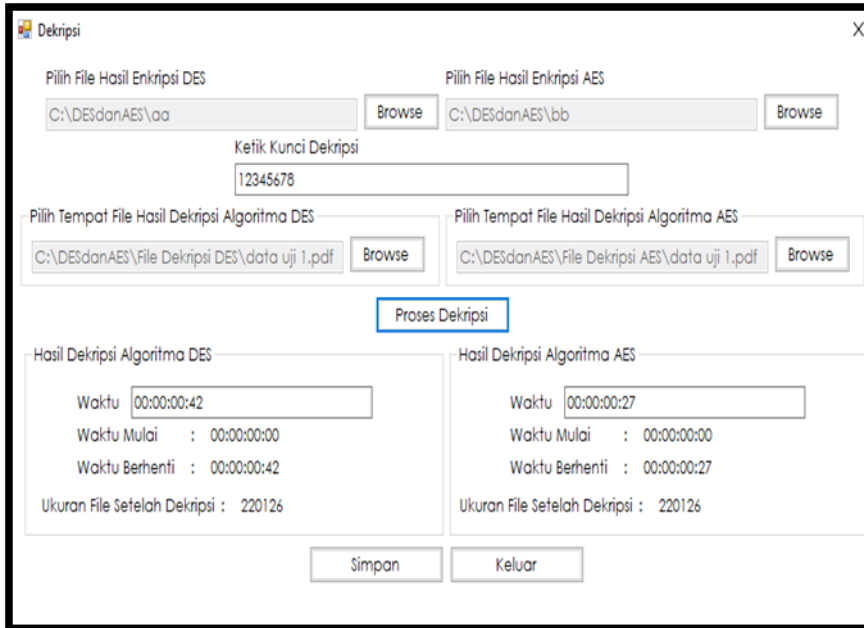 Dekripsi X
Pilih File Hasil Enkripsi DES Pilih File Hasil Enkripsi AES
C:\DESdanAES\aa Browse C:\DESdanAES\bb Browse
Ketik Kunci Dekripsi
12345678
Pilih Tempat File Hasil Dekripsi Algoritma DES Pilih Tempat File Hasil Dekripsi Algoritma AES
C:\DESdanAES\File Dekripsi DES\data uji 1.pdf Browse C:\DESdanAES\File Dekripsi AES\data uji 1.pdf Browse
Proses Dekripsi
Hasil Dekripsi Algoritma DES Hasil Dekripsi Algoritma AES
Waktu 00:00:00:42 Waktu 00:00:00:27
Waktu Mulai : 00:00:00:00 Waktu Mulai : 00:00:00:00
Waktu Berhenti : 00:00:00:42 Waktu Berhenti : 00:00:00:27
Ukuran File Setelah Dekripsi : 220126 Ukuran File Setelah Dekripsi : 220126
Simpan Keluar